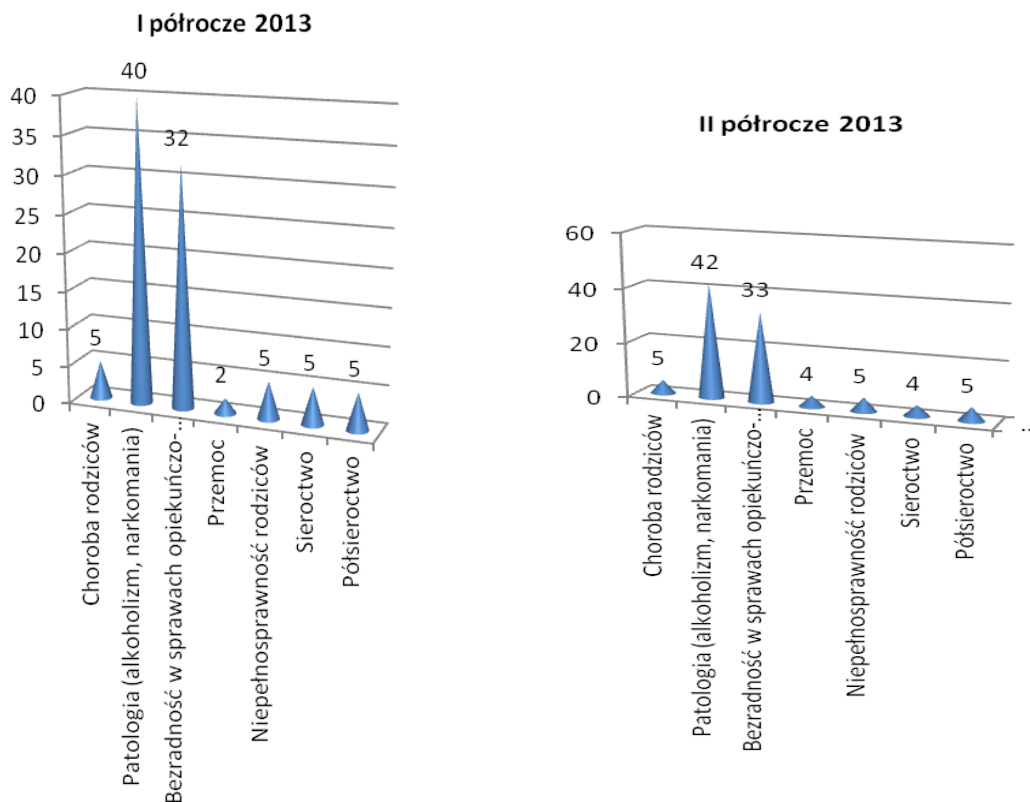 I półrocze 2013
40
35
30
25
20
15
10
5
0
5
40
32
2
5
5
5
Choroba rodziców
Patologia (alkoholizm, narkomania)
Bezradność w sprawach opiekuńczo-...
Przemoc
Niepełnosprawność rodziców
Sieroctwo
Półsieroctwo
II półrocze 2013
60
40
20
0
5
42
33
4
5
4
5
Choroba rodziców
Patologia (alkoholizm, narkomania)
Bezradność w sprawach opiekuńczo-...
Przemoc
Niepełnosprawność rodziców
Sieroctwo
Półsieroctwo